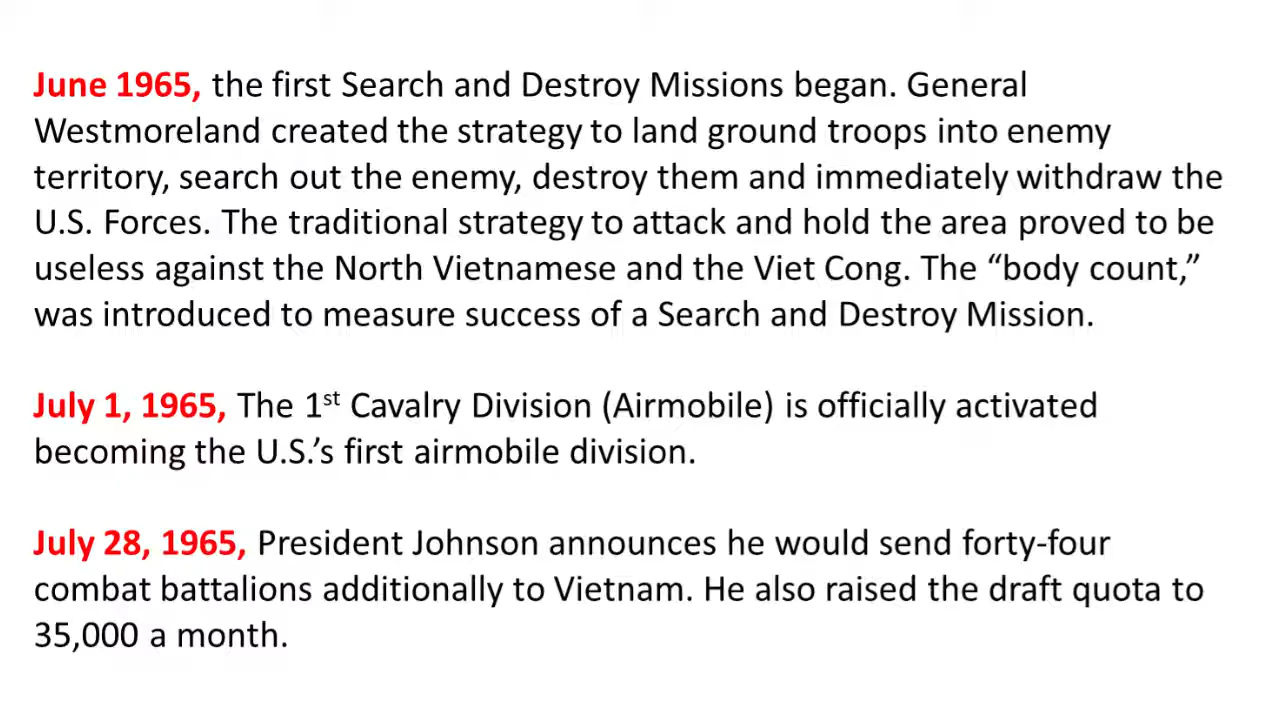 June 1965, the first Search and Destroy Missions began. General
Westmoreland created the strategy to land ground troops into enemy
territory, search out the enemy, destroy them and immediately withdraw the
U.S. Forces. The traditional strategy to attack and hold the area proved to be
useless against the North Vietnamese and the Viet Cong. The “body count,”
was introduced to measure success of a Search and Destroy Mission.
July 1, 1965, The 1st Cavalry Division (Airmobile) is officially activated
becoming the U.S.’s first airmobile division.
July 28, 1965, President Johnson announces he would send forty-four
combat battalions additionally to Vietnam. He also raised the draft quota to
35,000 a month.